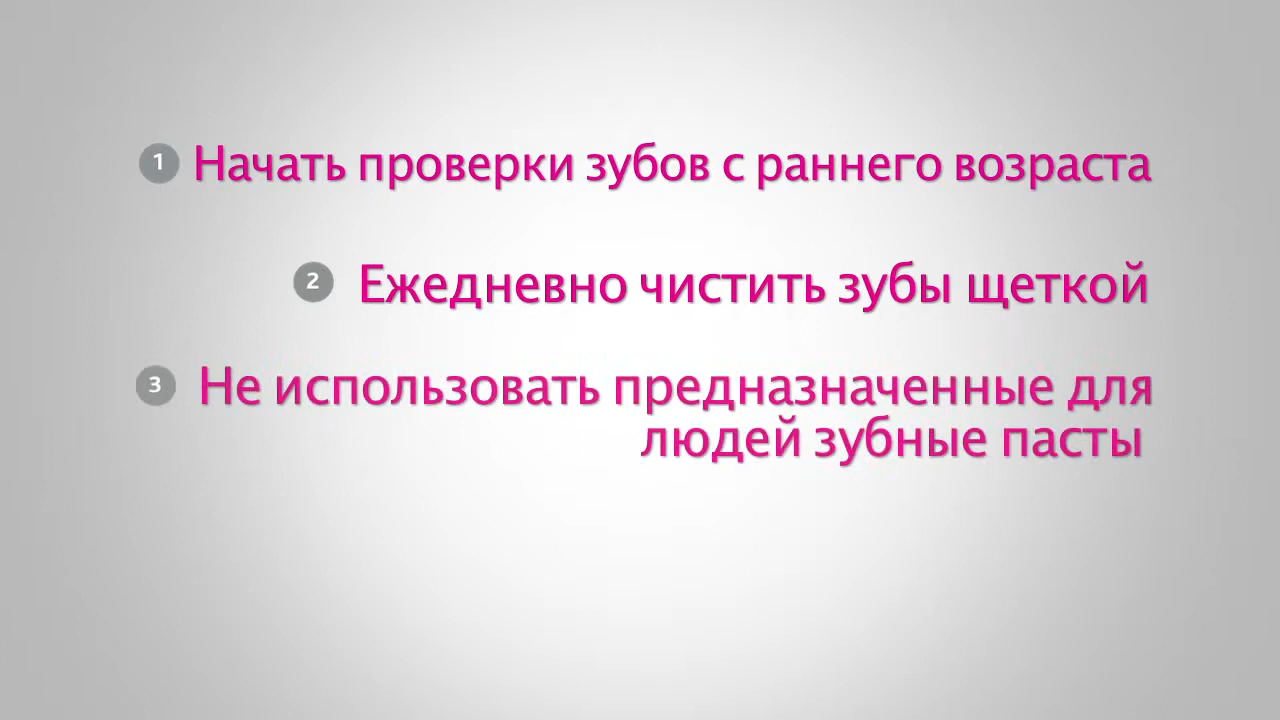 1 Начать проверки зубов с раннего возраста
2 Ежедневно чистить зубы щеткой
3 Не использовать предназначенные для
людей зубные пасты